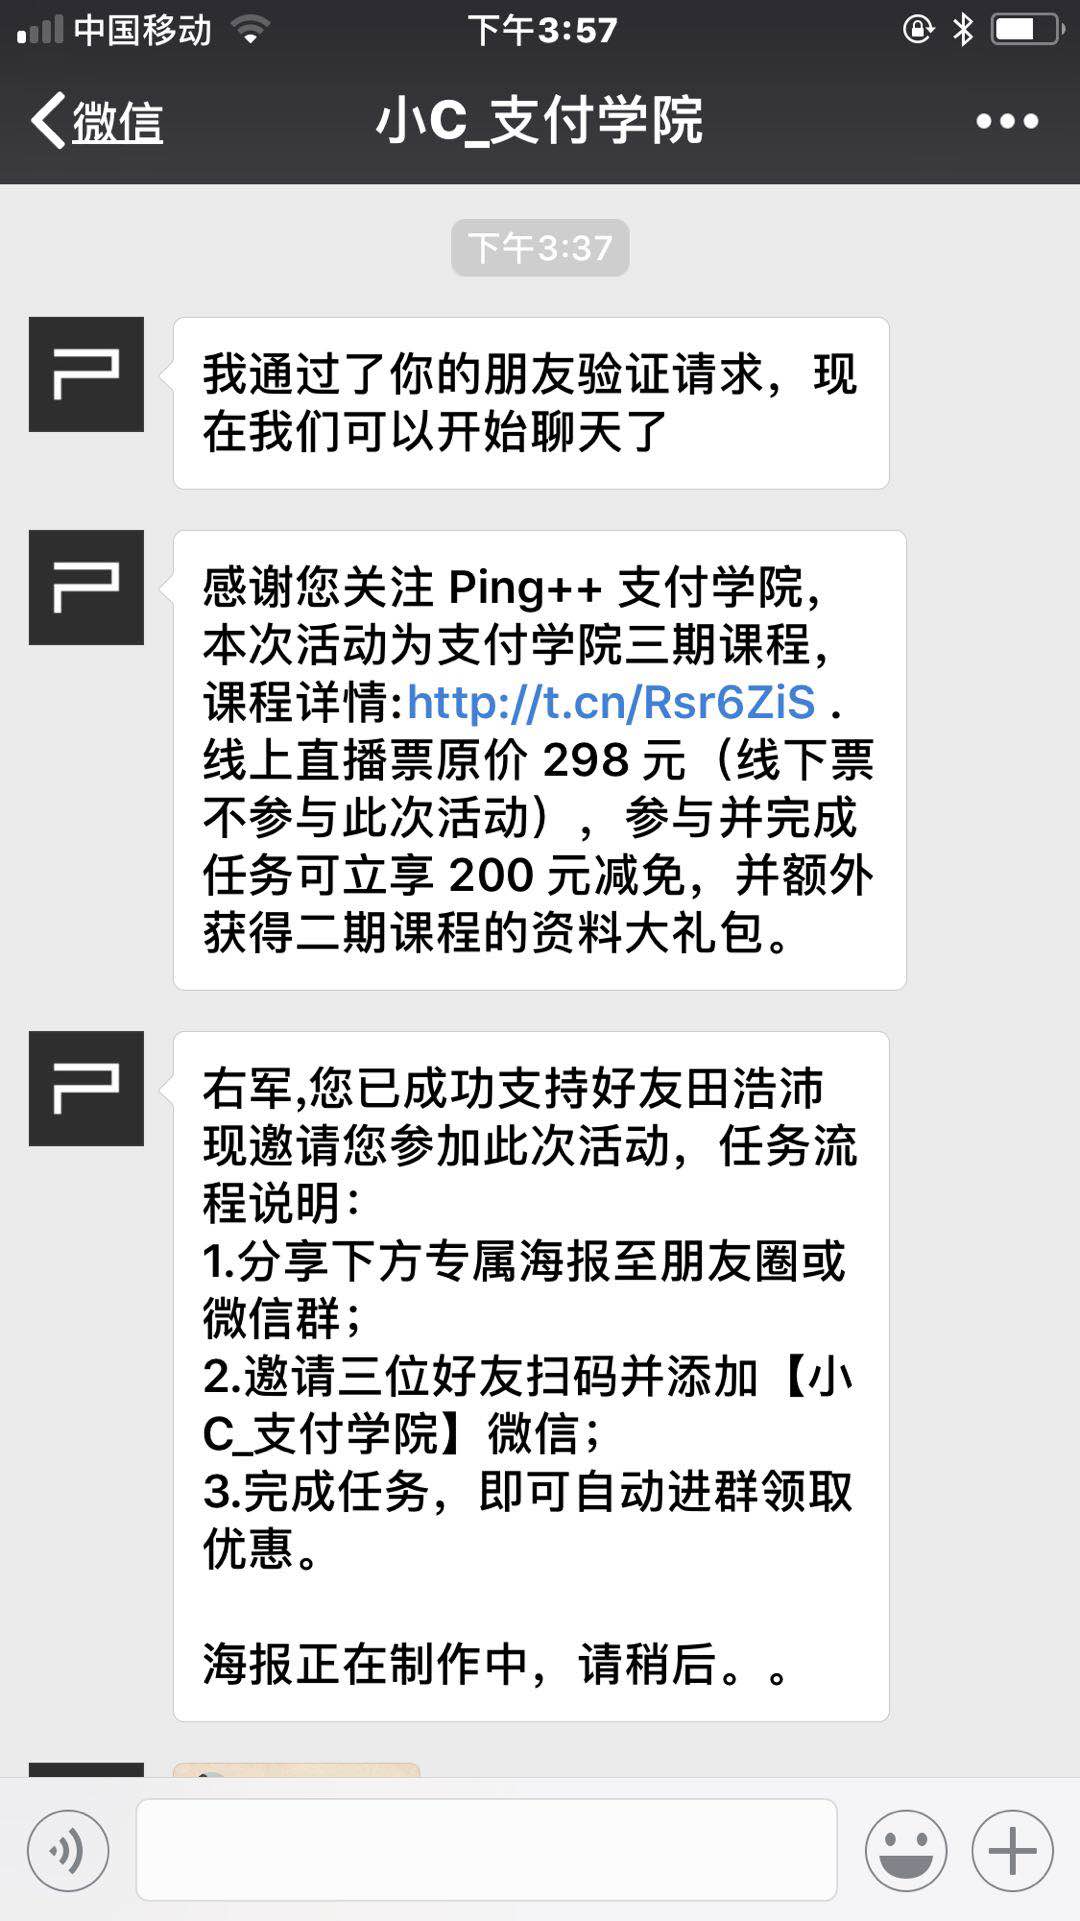 中国移动
下午3:57
微信
小C_支付学院
下午3:37
我通过了你的朋友验证请求，现
在我们可以开始聊天了
感谢您关注 Ping++ 支付学院，
本次活动为支付学院三期课程，
课程详情:http://t.cn/Rsr6ZiS .
线上直播票原价 298 元（线下票
不参与此次活动），参与并完成
任务可立享 200 元减免，并额外
获得二期课程的资料大礼包。
右军,您已成功支持好友田浩沛
现邀请您参加此次活动，任务流
程说明：
1.分享下方专属海报至朋友圈或
微信群；
2.邀请三位好友扫码并添加【小
C_支付学院】微信；
3.完成任务，即可自动进群领取
优惠。
海报正在制作中，请稍后。。